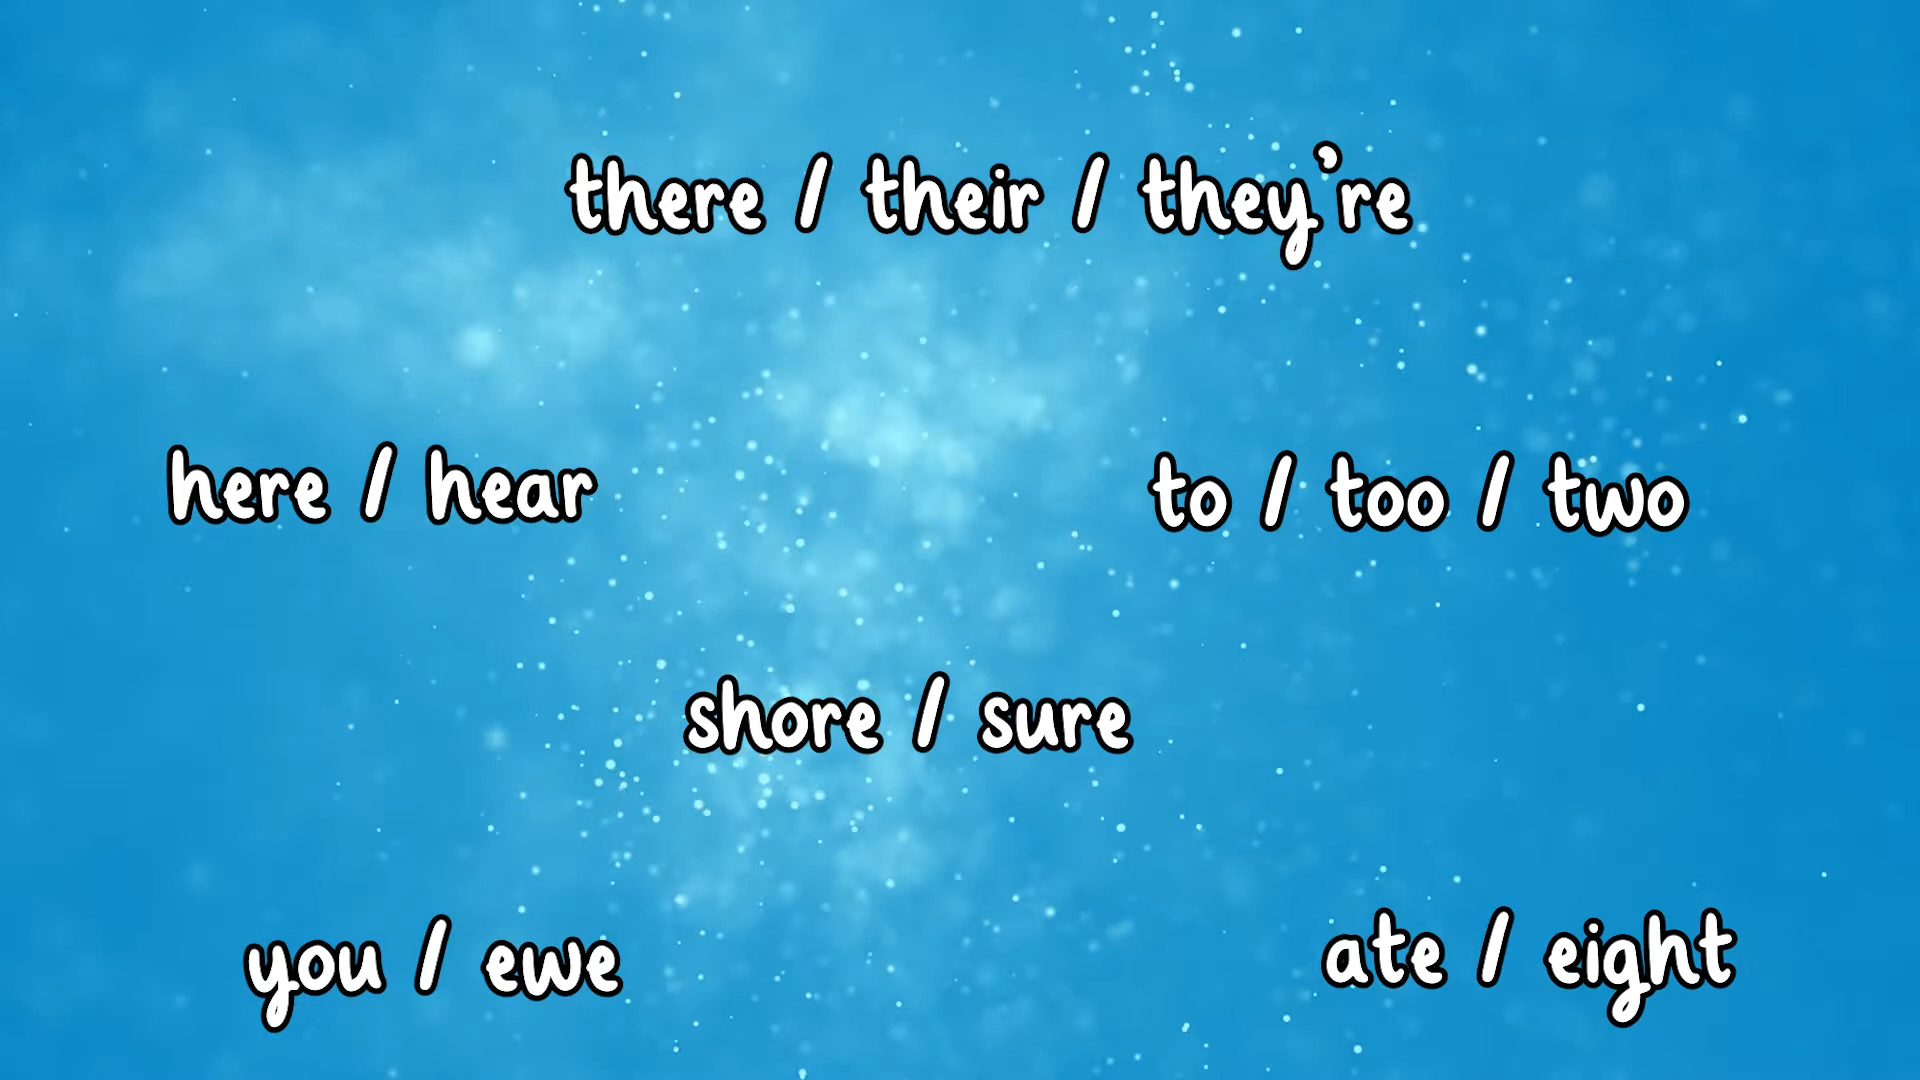 there / their / they're
here / hear
to / too / two
shore / sure
you / ewe
ate / eight